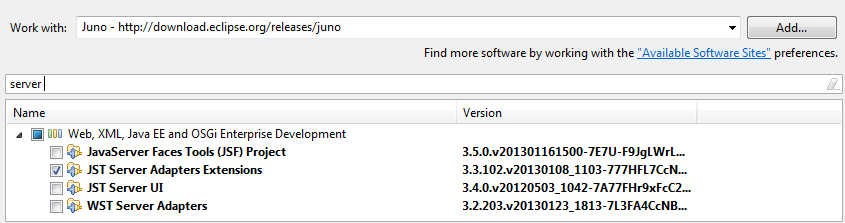 Work with: Juno - http://download.eclipse.org/releases/juno Add...
Find more software by working with the "Available Software Sites" preferences.
server
Name Version
Web, XML, Java EE and OSGi Enterprise Development
JavaServer Faces Tools (JSF) Project 3.5.0.v201301161500-7E7U-F9JgLWrL...
JST Server Adapters Extensions 3.3.102.v20130108_1103-777HFL7CcN...
JST Server UI 3.4.0.v20120503_1042-7A77FHr9xFcC2...
WST Server Adapters 3.2.203.v20130123_1813-7L3FA4CcNB...